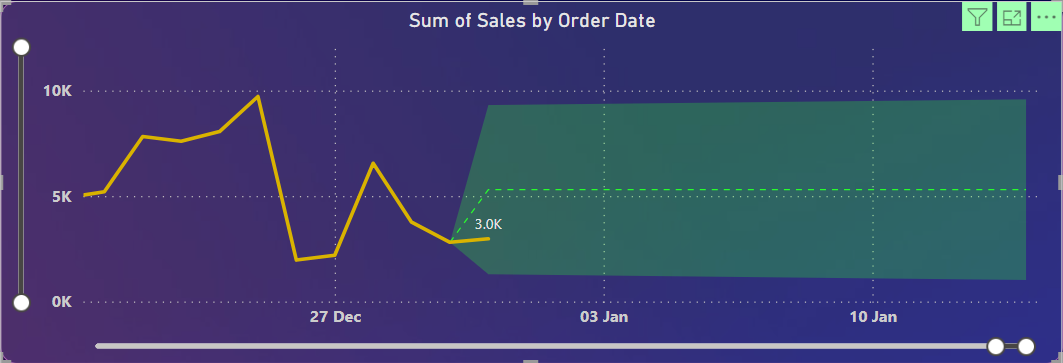 Sum of Sales by Order Date
10K
5K
3.0K
0K
27 Dec 03 Jan 10 Jan